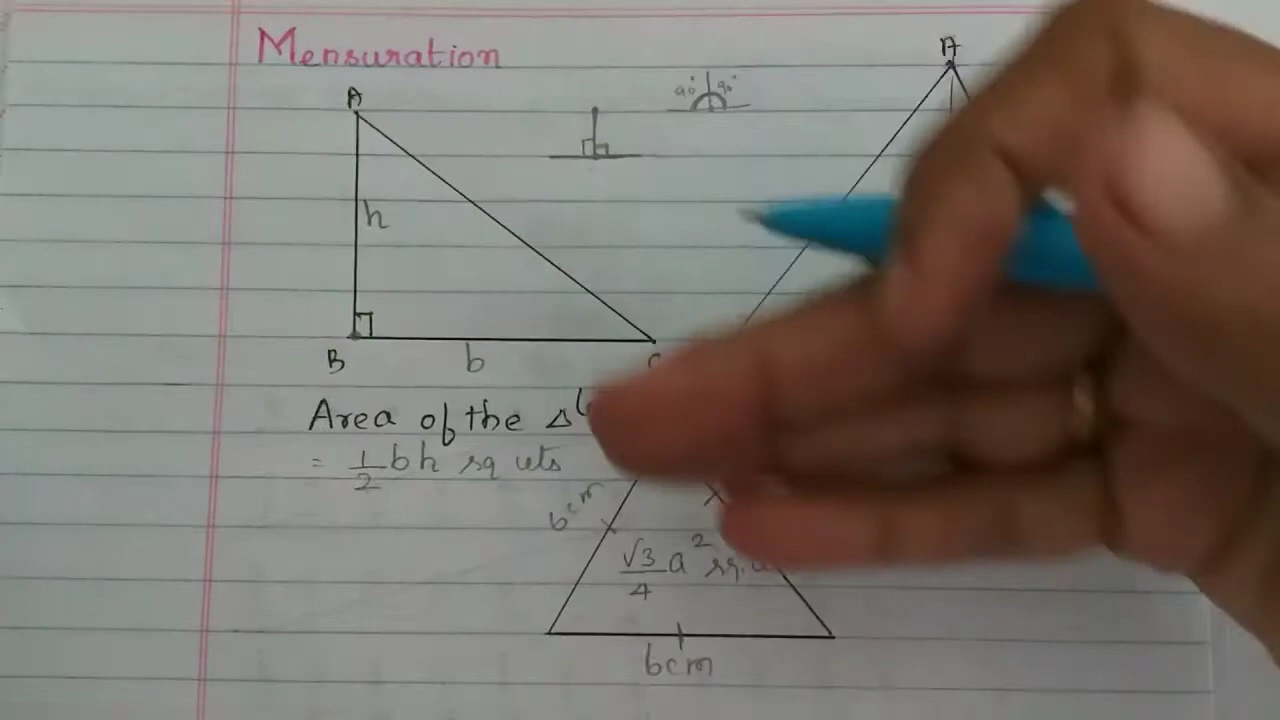 Mensuration
A
A
90° 90°
h
B
b
Area of the Δ
= 1/2 bh sq uts
6cm
√3/4 a² sq.u
6cm